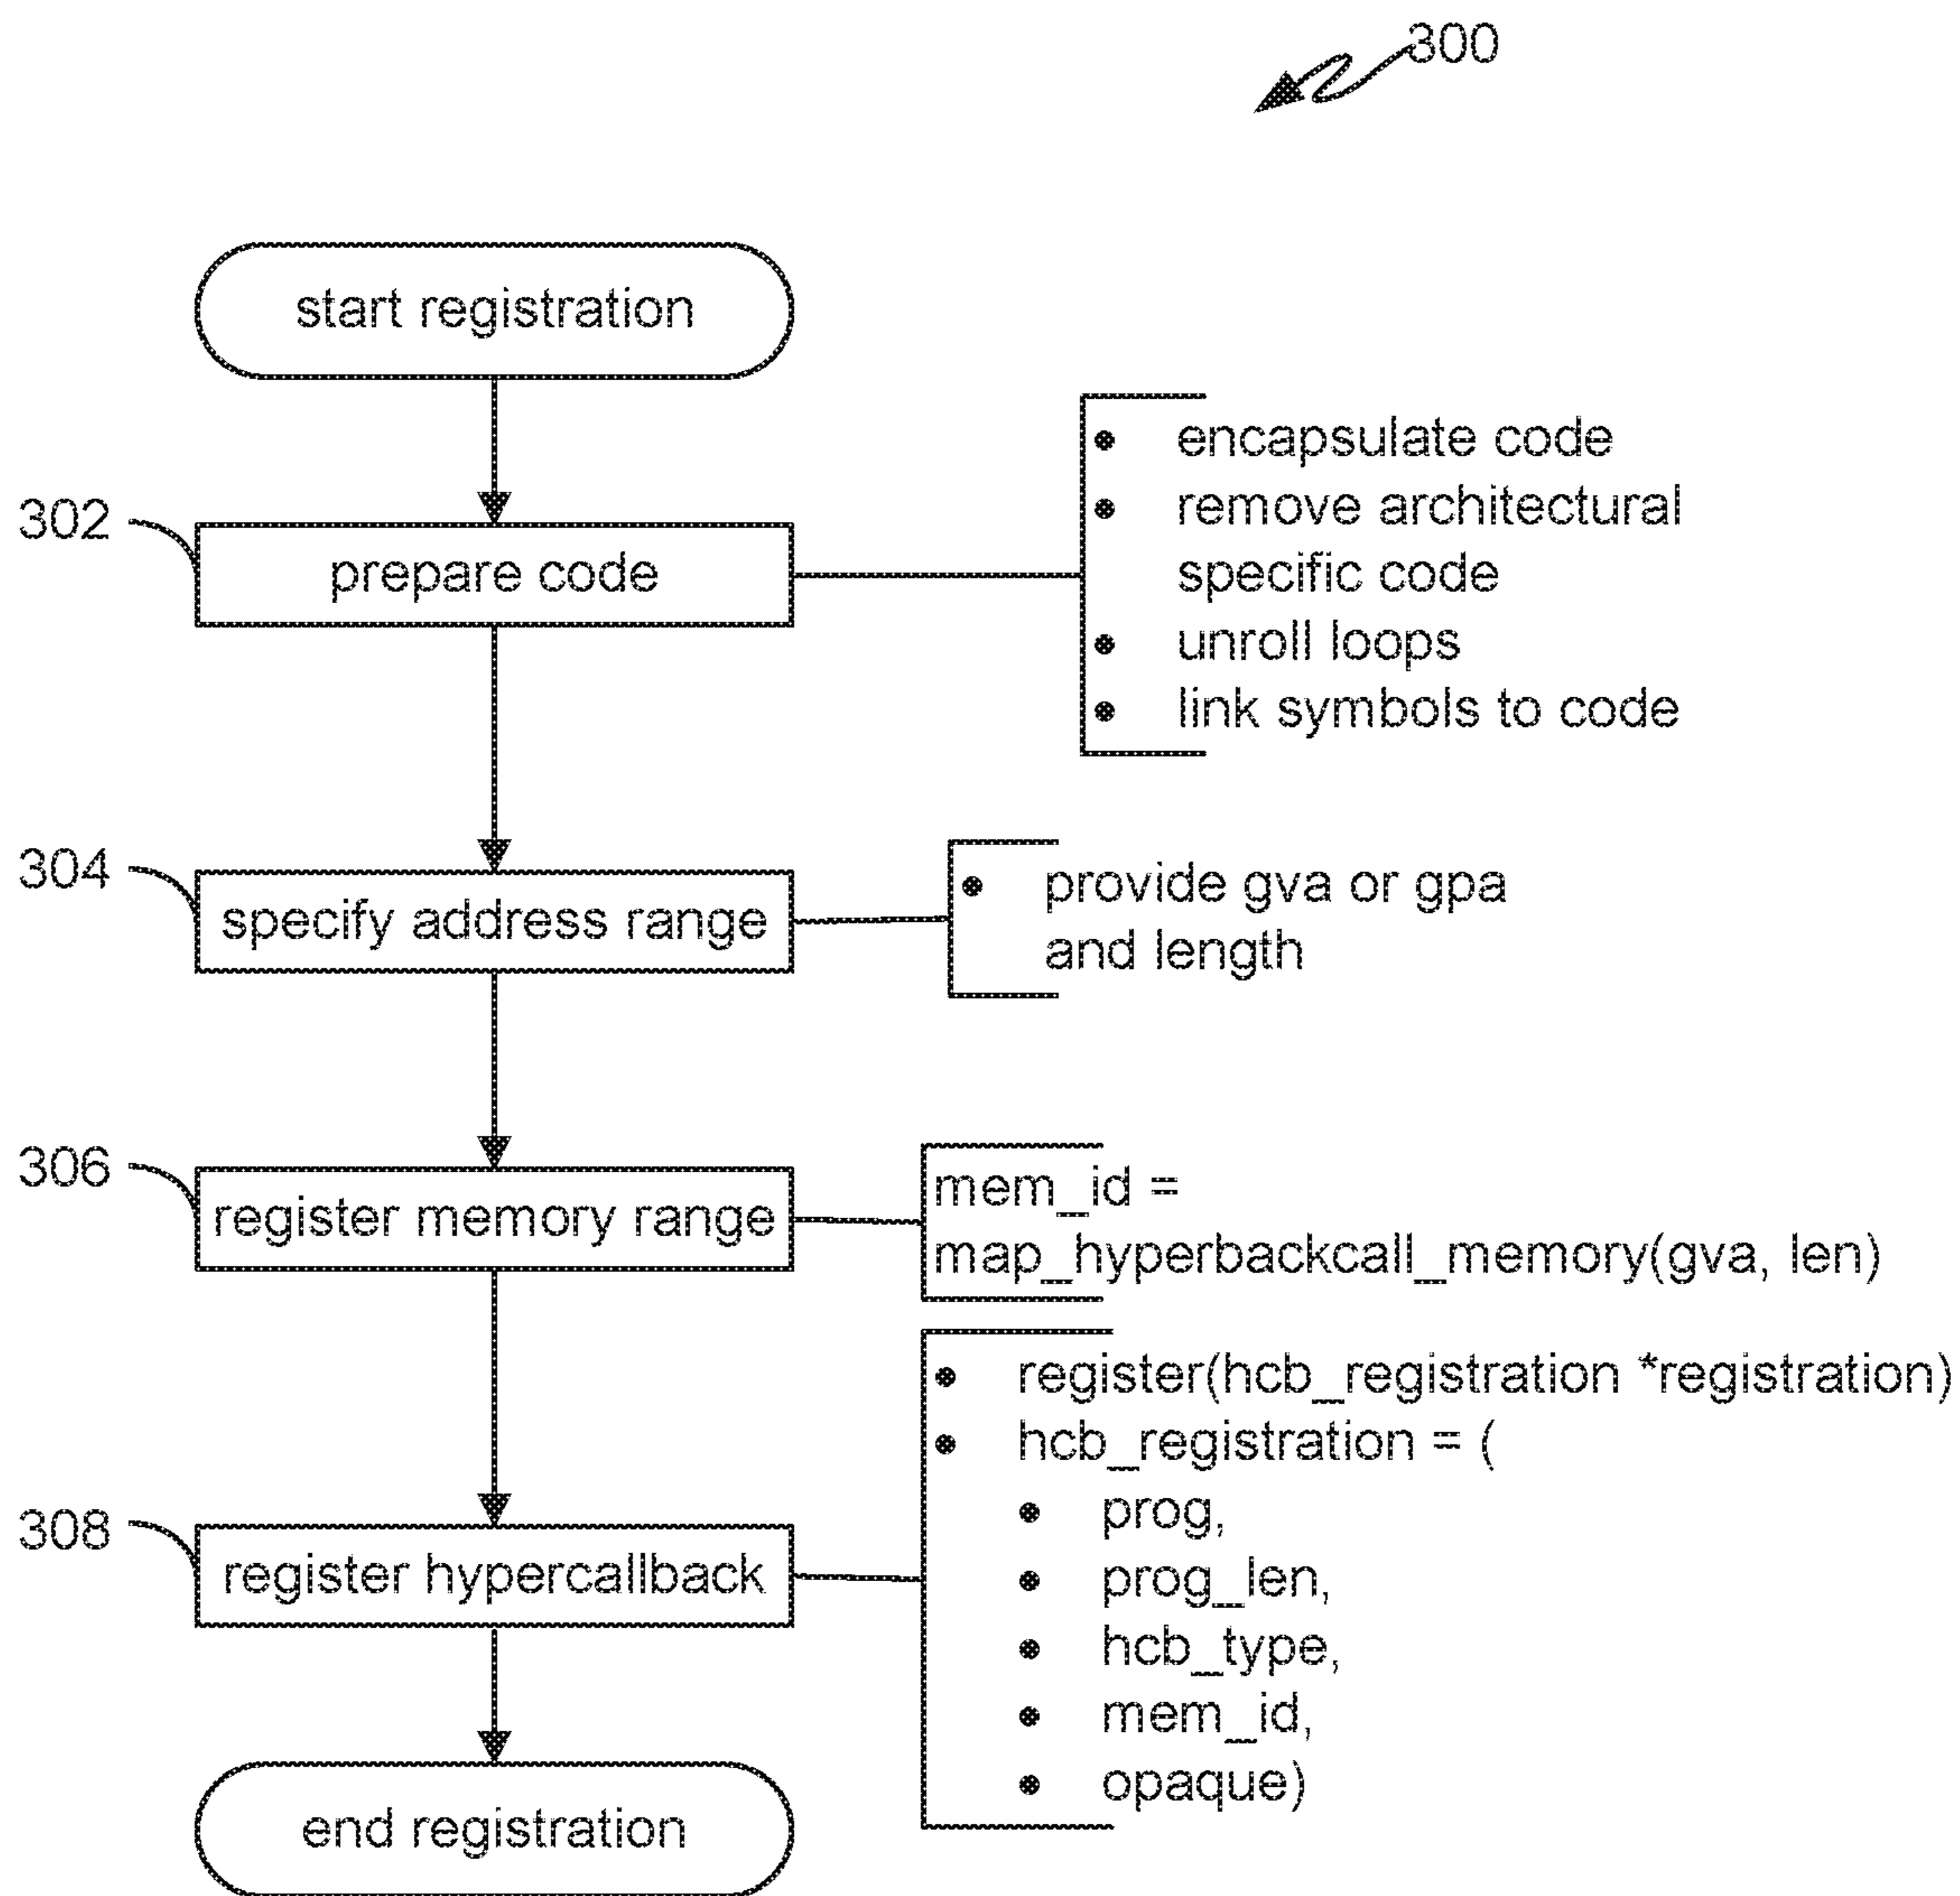 300
start registration
302
prepare code
• encapsulate code
• remove architectural
specific code
• unroll loops
• link symbols to code
304
specify address range
• provide gva or gpa
and length
306
register memory range
mem_id =
map_hyperbackcall_memory(gva, len)
308
register hypercallback
• register(hcb_registration *registration)
• hcb_registration = (
• prog,
• prog_len,
• hcb_type,
• mem_id,
• opaque)
end registration